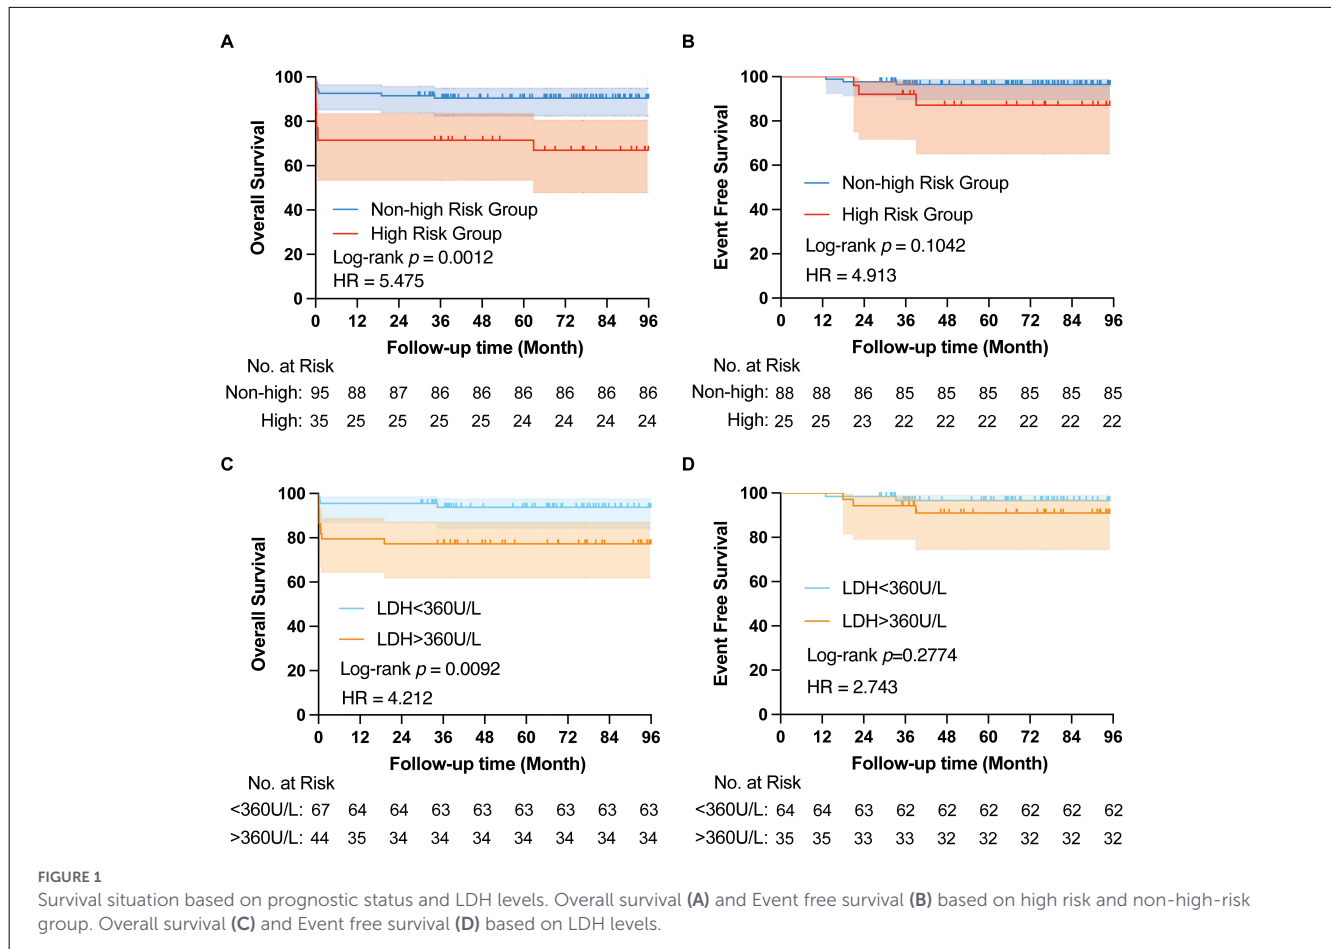 A
100
80
60
40
20
0
Overall Survival
Non-high Risk Group
High Risk Group
Log-rank p = 0.0012
HR = 5.475
0 12 24 36 48 60 72 84 96
Follow-up time (Month)
No. at Risk
Non-high: 95 88 87 86 86 86 86 86 86
High: 35 25 25 25 25 24 24 24 24
B
100
80
60
40
20
0
Event Free Survival
Non-high Risk Group
High Risk Group
Log-rank p = 0.1042
HR = 4.913
0 12 24 36 48 60 72 84 96
Follow-up time (Month)
No. at Risk
Non-high: 88 88 86 85 85 85 85 85 85
High: 25 25 23 22 22 22 22 22 22
C
100
80
60
40
20
0
Overall Survival
LDH<360U/L
LDH>360U/L
Log-rank p = 0.0092
HR = 4.212
0 12 24 36 48 60 72 84 96
Follow-up time (Month)
No. at Risk
<360U/L: 67 64 64 63 63 63 63 63 63
>360U/L: 44 35 34 34 34 34 34 34 34
D
100
80
60
40
20
0
Event Free Survival
LDH<360U/L
LDH>360U/L
Log-rank p=0.2774
HR = 2.743
0 12 24 36 48 60 72 84 96
Follow-up time (Month)
No. at Risk
<360U/L: 64 64 63 62 62 62 62 62 62
>360U/L: 35 35 33 33 32 32 32 32 32
FIGURE 1
Survival situation based on prognostic status and LDH levels. Overall survival (A) and Event free survival (B) based on high risk and non-high-risk
group. Overall survival (C) and Event free survival (D) based on LDH levels.